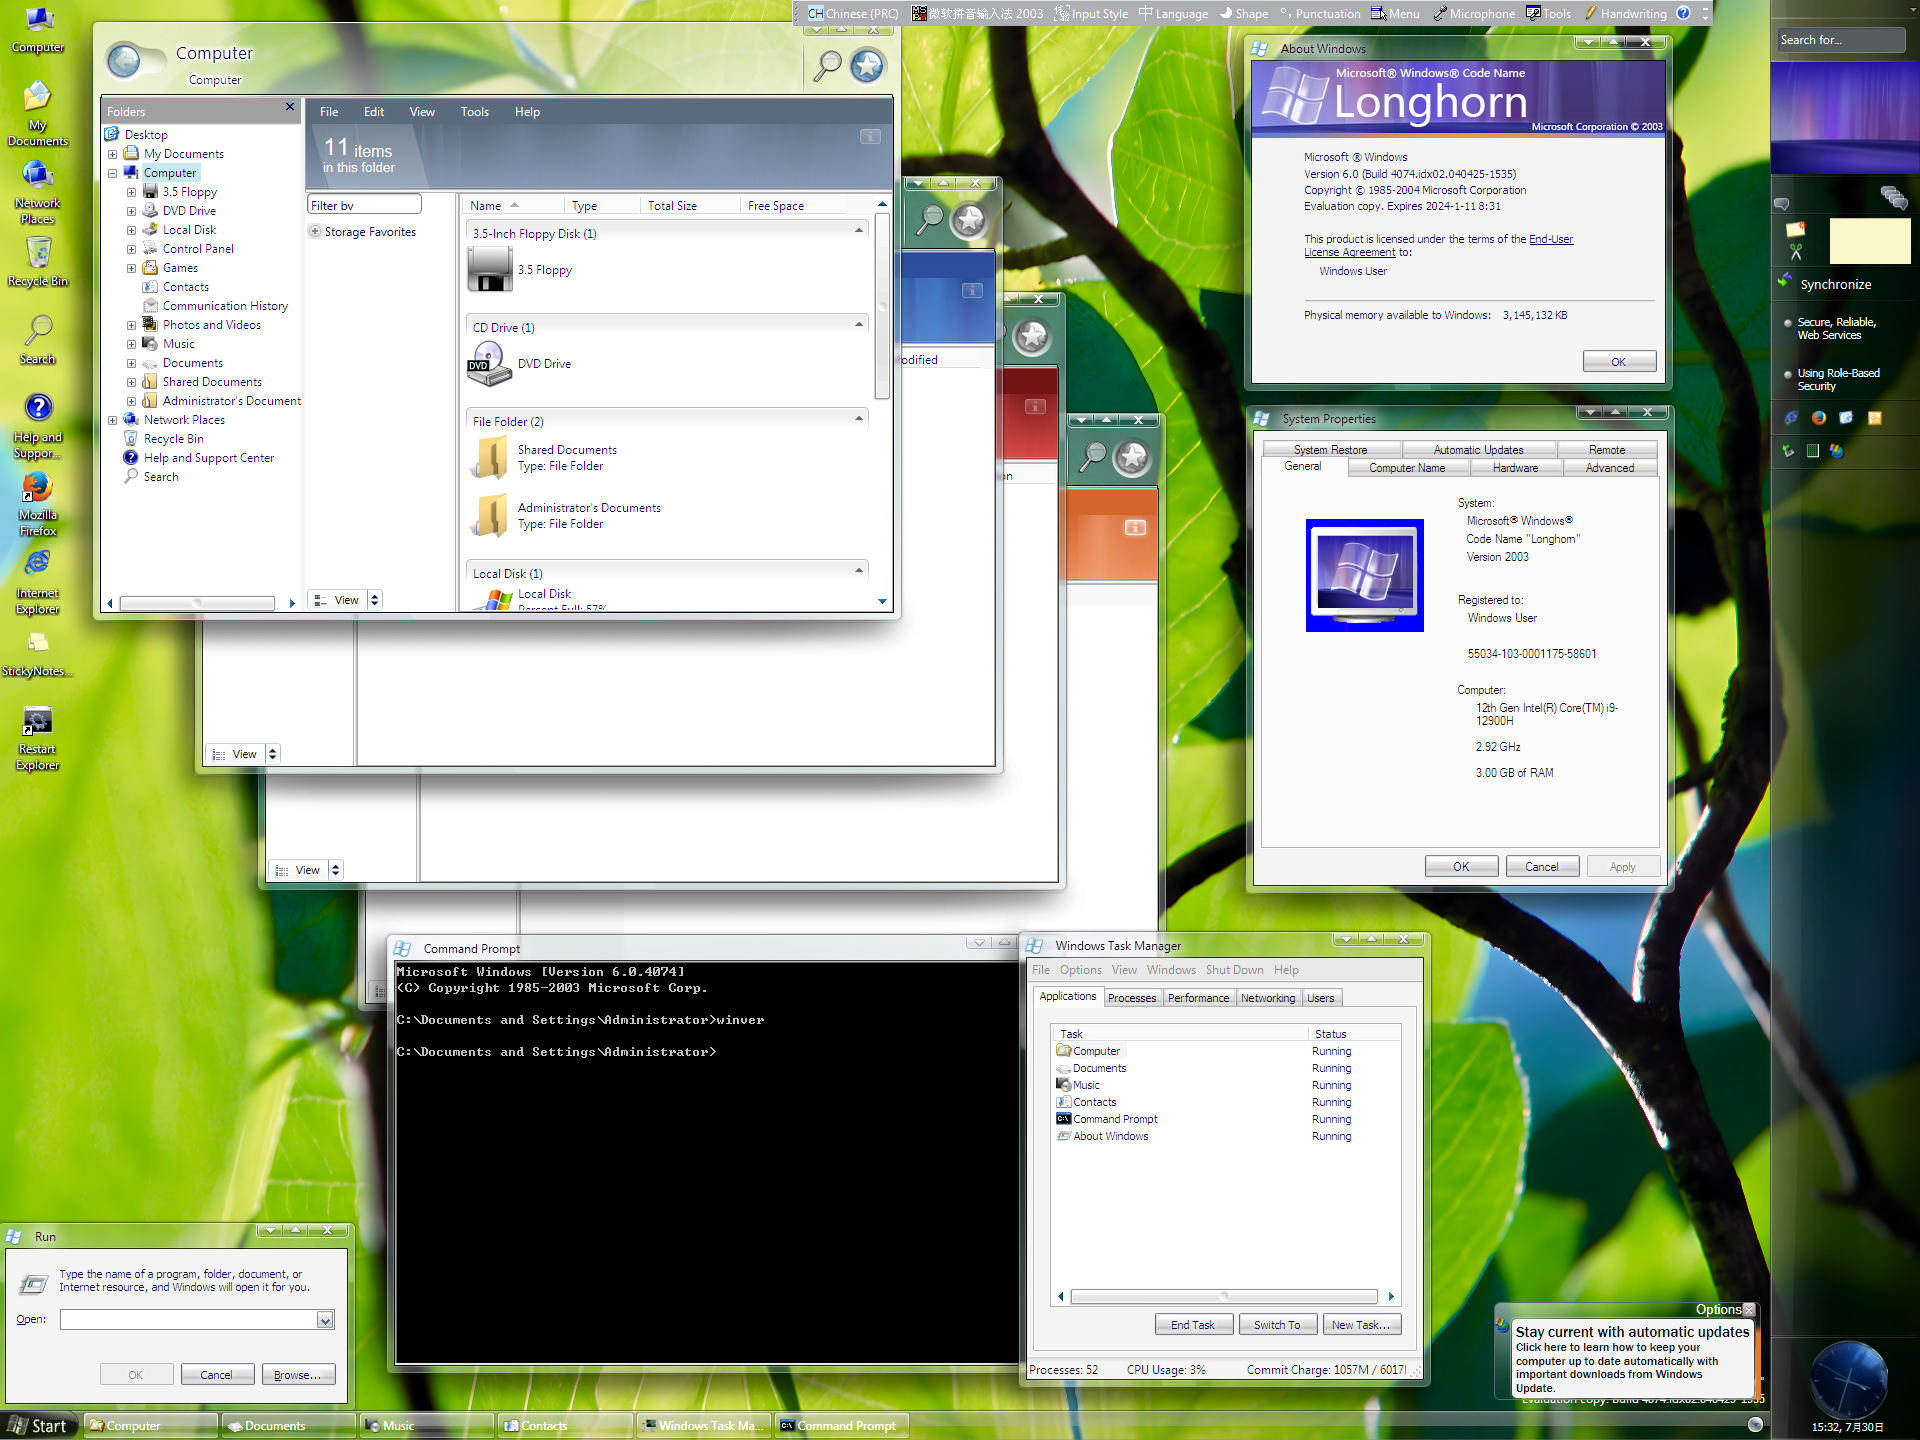 Computer
My Documents
Network Places
Recycle Bin
Search
Help and Suppor...
Mozilla Firefox
Internet Explorer
StickyNotes...
Restart Explorer
CH Chinese (PRC) 微软拼音输入法 2003 Input Style 中 Language Shape Punctuation Menu Microphone Tools Handwriting
Computer
Computer
Folders
Desktop
My Documents
Computer
3.5 Floppy
DVD Drive
Local Disk
Control Panel
Games
Contacts
Communication History
Photos and Videos
Music
Documents
Shared Documents
Administrator's Document
Network Places
Recycle Bin
Help and Support Center
Search
File Edit View Tools Help
11 items
in this folder
Filter by
Storage Favorites
View
Name Type Total Size Free Space
3.5-Inch Floppy Disk (1)
3.5 Floppy
CD Drive (1)
DVD
DVD Drive
File Folder (2)
Shared Documents
Type: File Folder
Administrator's Documents
Type: File Folder
Local Disk (1)
Local Disk
Percent Full: 57%
odified
on
View
View
About Windows
Microsoft® Windows® Code Name
Longhorn
Microsoft Corporation © 2003
Microsoft ® Windows
Version 6.0 (Build 4074.idx02.040425-1535)
Copyright © 1985-2004 Microsoft Corporation
Evaluation copy. Expires 2024-1-11 8:31
This product is licensed under the terms of the End-User
License Agreement to:
Windows User
Physical memory available to Windows: 3,145,132 KB
OK
System Properties
System Restore Automatic Updates Remote
General Computer Name Hardware Advanced
System:
Microsoft® Windows®
Code Name "Longhorn"
Version 2003
Registered to:
Windows User
55034-103-0001175-58601
Computer:
12th Gen Intel(R) Core(TM) i9-
12900H
2.92 GHz
3.00 GB of RAM
OK Cancel Apply
Command Prompt
Microsoft Windows [Version 6.0.4074]
(C) Copyright 1985-2003 Microsoft Corp.
C:\Documents and Settings\Administrator>winver
C:\Documents and Settings\Administrator>
Windows Task Manager
File Options View Windows Shut Down Help
Applications Processes Performance Networking Users
Task Status
Computer Running
Documents Running
Music Running
Contacts Running
Command Prompt Running
About Windows Running
End Task Switch To New Task...
Processes: 52 CPU Usage: 3% Commit Charge: 1057M / 6017
Run
Type the name of a program, folder, document, or
Internet resource, and Windows will open it for you.
Open:
OK Cancel Browse...
Search for...
Synchronize
Secure, Reliable,
Web Services
Using Role-Based
Security
Options
Stay current with automatic updates
Click here to learn how to keep your
computer up to date automatically with
important downloads from Windows
Update.
Evaluation copy. Build 4074.idx02.040425-1535
Start Computer Documents Music Contacts Windows Task Ma... Command Prompt
15:32, 7月30日